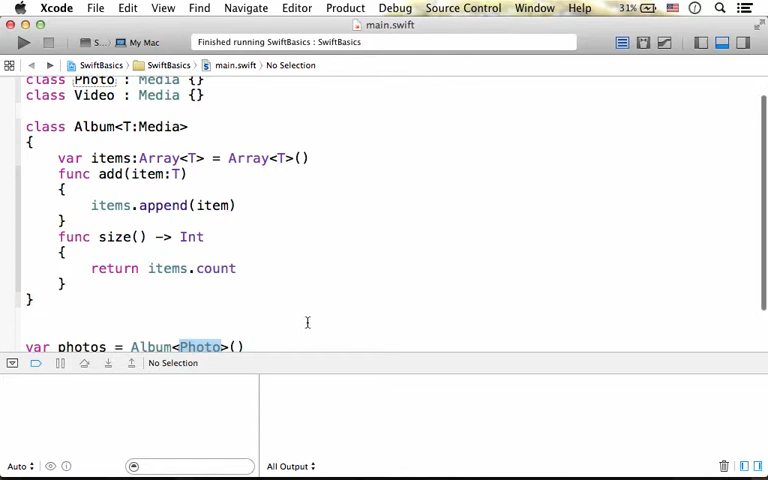 Xcode File Edit View Find Navigate Editor Product Debug Source Control Window Help 31%
main.swift
S... My Mac Finished running SwiftBasics : SwiftBasics
SwiftBasics SwiftBasics main.swift No Selection
class Photo : Media {}
class Video : Media {}
class Album<T:Media>
{
var items:Array<T> = Array<T>()
func add(item:T)
{
items.append(item)
}
func size() -> Int
{
return items.count
}
}
var photos = Album<Photo>()
No Selection
Auto All Output